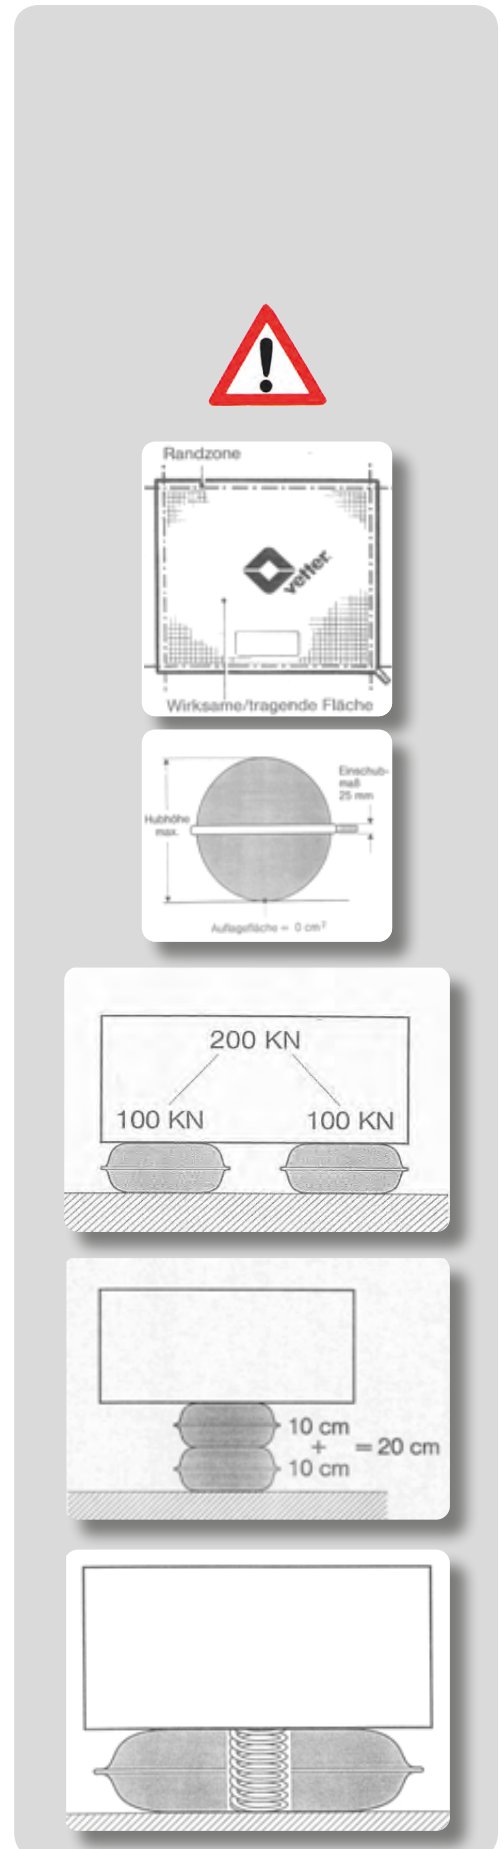 Randzone
vetter
Wirksame/tragende Fläche
Einschub-
maß
25 mm
Hubhöhe
max.
Auflagefläche = 0 cm²
200 KN
100 KN 100 KN
10 cm
+ = 20 cm
10 cm